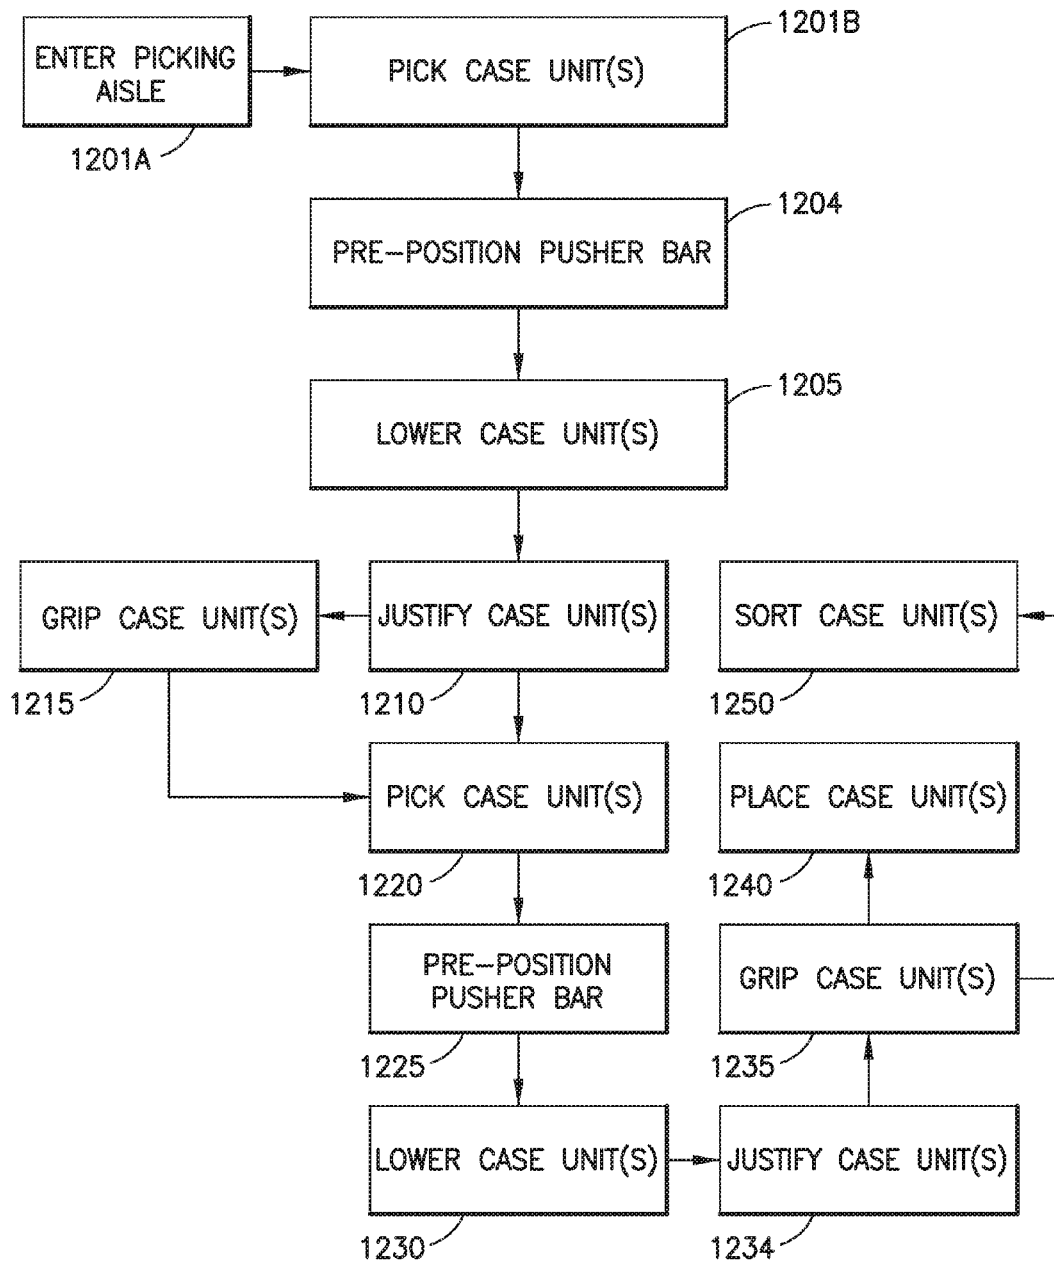 ENTER PICKING
AISLE
1201A
PICK CASE UNIT(S)
1201B
PRE-POSITION PUSHER BAR
1204
LOWER CASE UNIT(S)
1205
GRIP CASE UNIT(S)
1215
JUSTIFY CASE UNIT(S)
1210
SORT CASE UNIT(S)
1250
PICK CASE UNIT(S)
1220
PLACE CASE UNIT(S)
1240
PRE-POSITION
PUSHER BAR
1225
GRIP CASE UNIT(S)
1235
LOWER CASE UNIT(S)
1230
JUSTIFY CASE UNIT(S)
1234